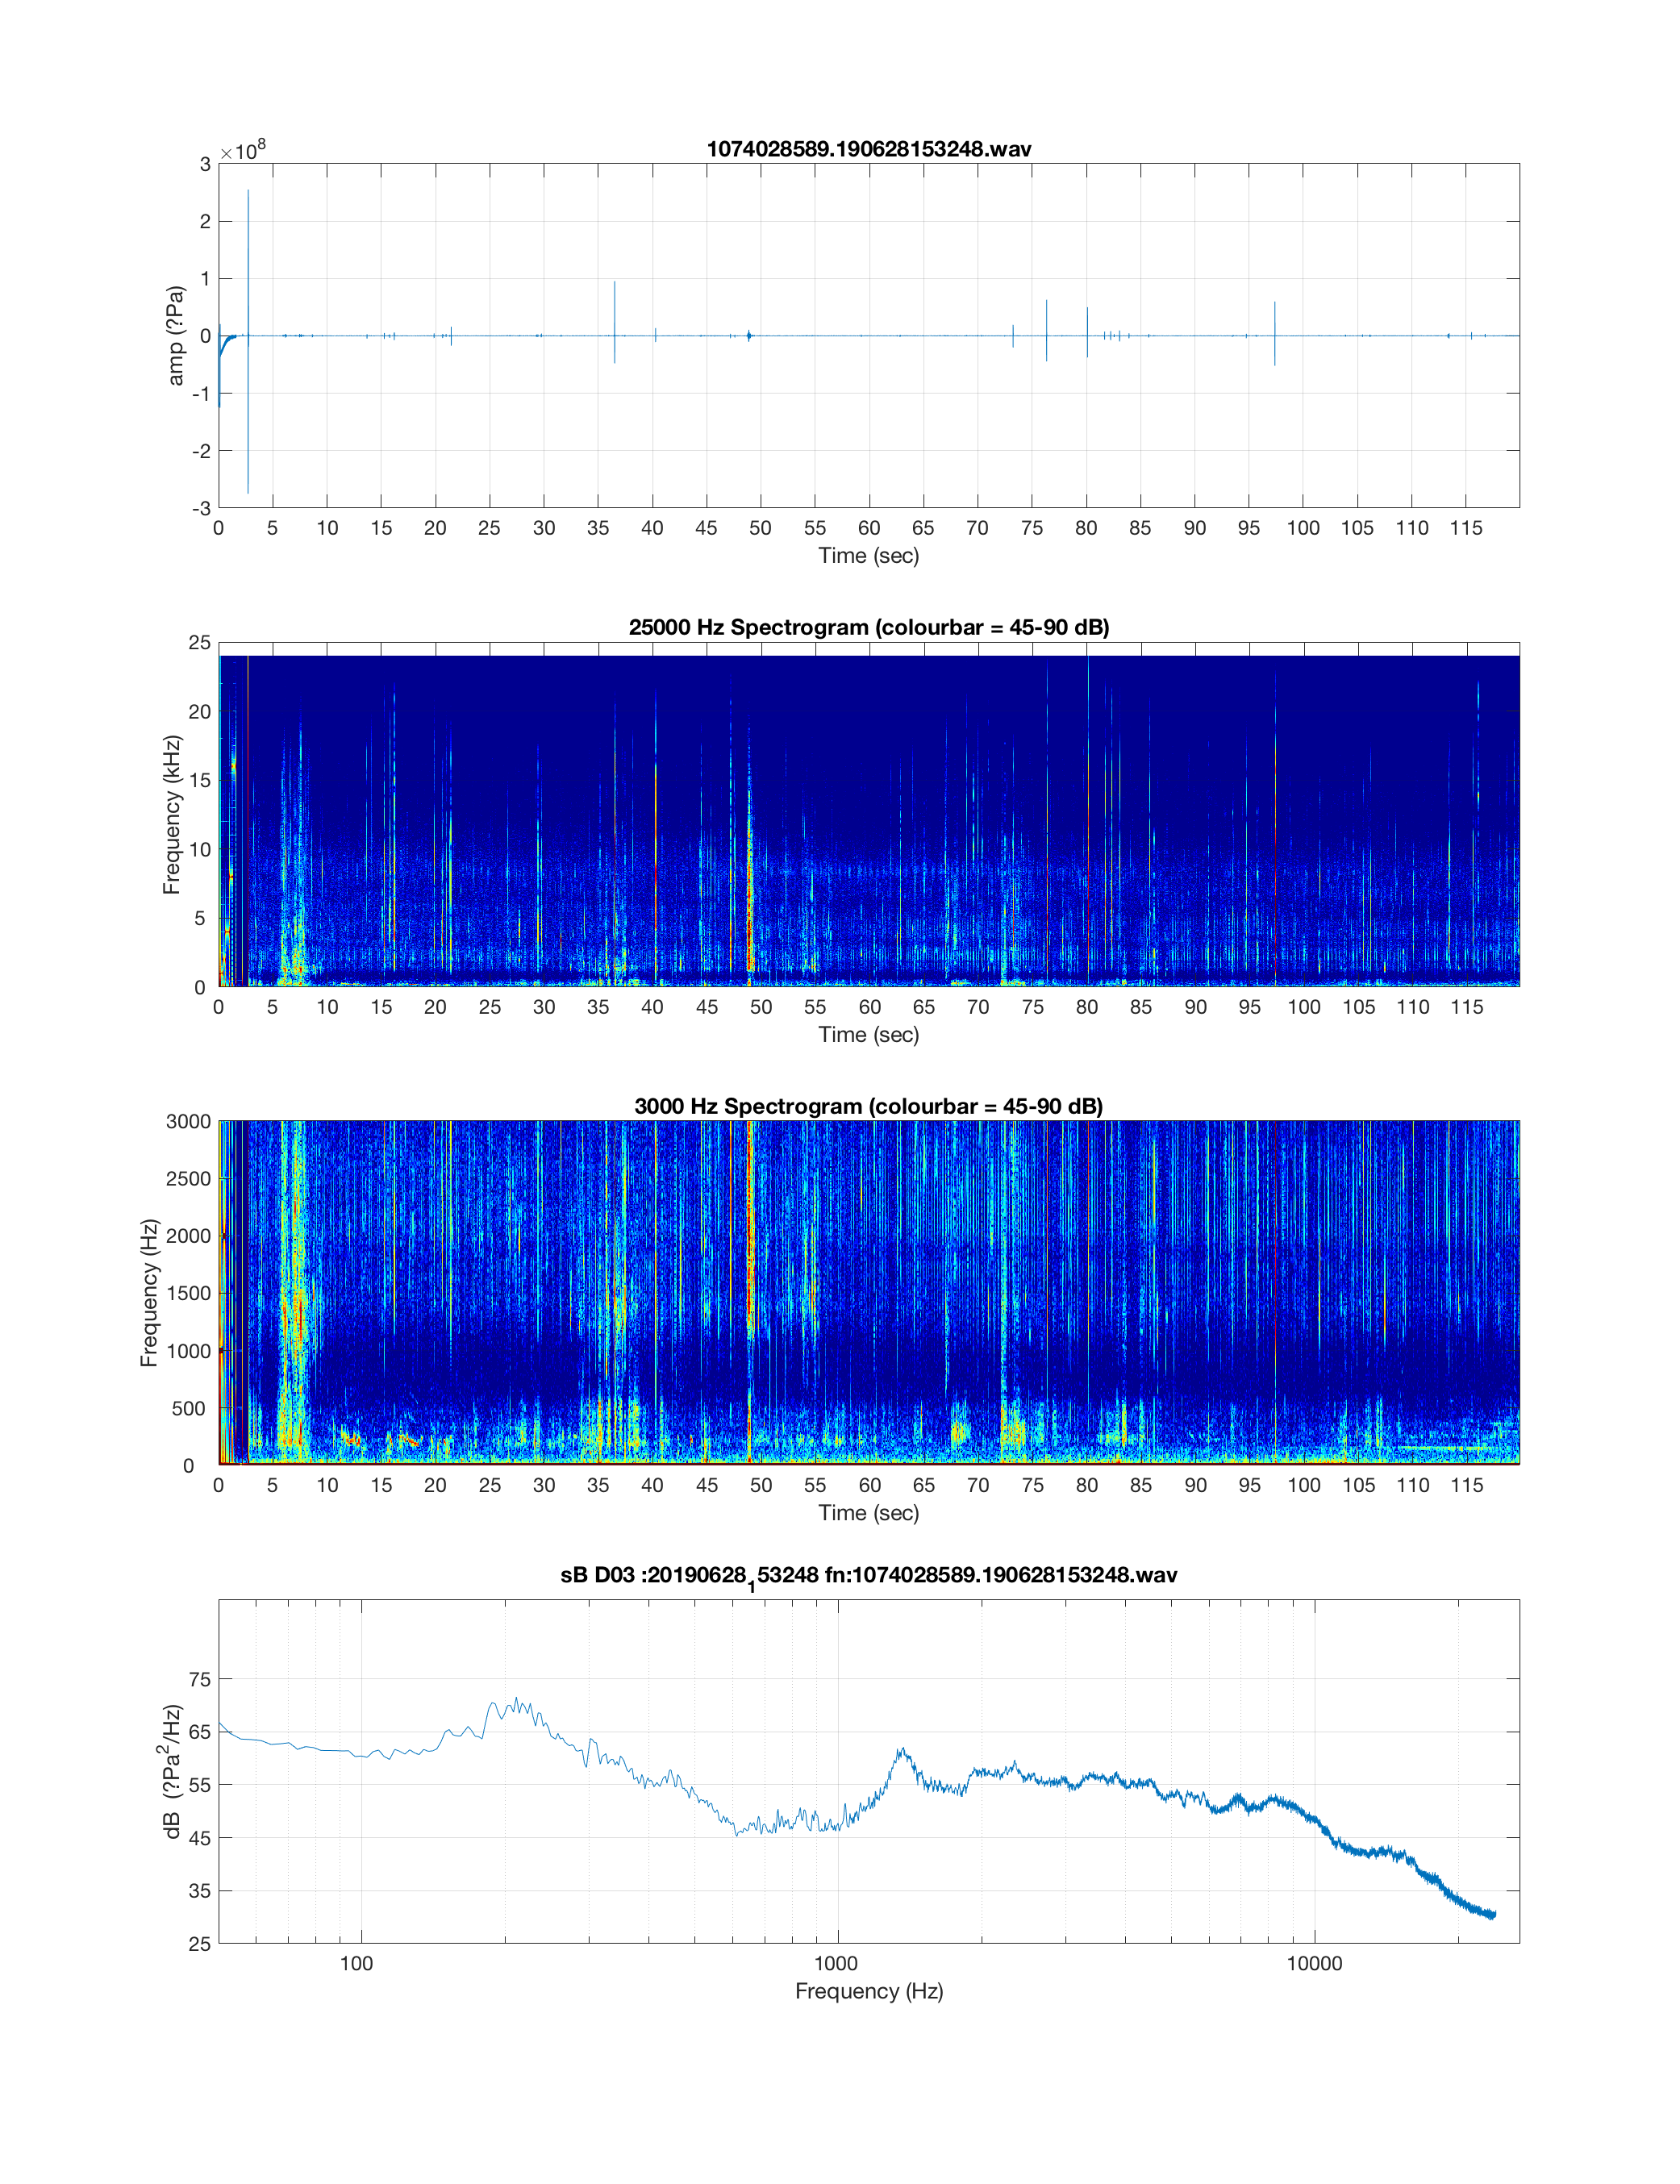 1074028589.190628153248.wav
×10⁸
3
2
1
0
-1
-2
-3
amp (?Pa)
0 5 10 15 20 25 30 35 40 45 50 55 60 65 70 75 80 85 90 95 100 105 110 115
Time (sec)
25000 Hz Spectrogram (colourbar = 45-90 dB)
25
20
15
10
5
0
Frequency (kHz)
0 5 10 15 20 25 30 35 40 45 50 55 60 65 70 75 80 85 90 95 100 105 110 115
Time (sec)
3000 Hz Spectrogram (colourbar = 45-90 dB)
3000
2500
2000
1500
1000
500
0
Frequency (Hz)
0 5 10 15 20 25 30 35 40 45 50 55 60 65 70 75 80 85 90 95 100 105 110 115
Time (sec)
sB D03 :20190628₁53248 fn:1074028589.190628153248.wav
75
65
55
45
35
25
dB (?Pa²/Hz)
100 1000 10000
Frequency (Hz)